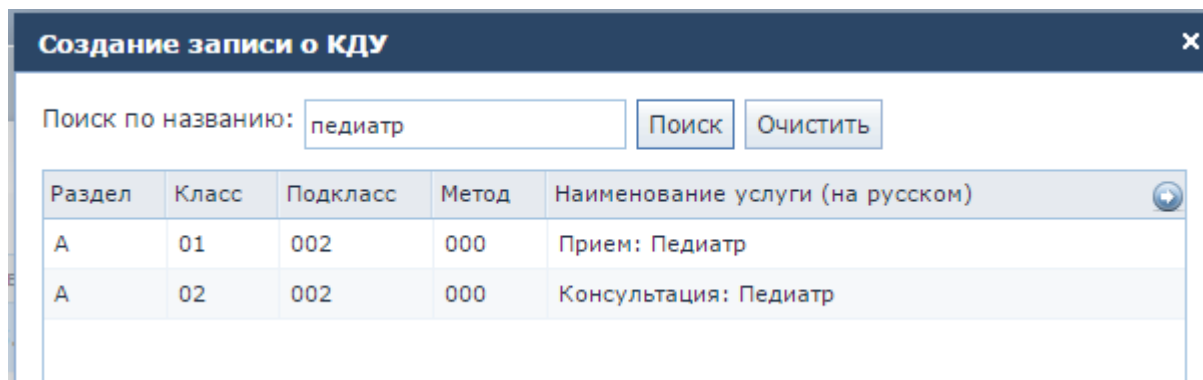 Создание записи о КДУ
Поиск по названию: педиатр Поиск Очистить
Раздел Класс Подкласс Метод Наименование услуги (на русском)
A 01 002 000 Прием: Педиатр
A 02 002 000 Консультация: Педиатр